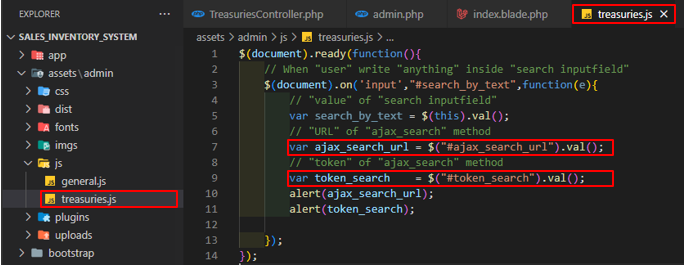 EXPLORER
SALES_INVENTORY_SYSTEM
app
assets\admin
css
dist
fonts
imgs
js
general.js
treasuries.js
plugins
uploads
bootstrap
TreasuriesController.php
admin.php
index.blade.php
treasuries.js
assets > admin > js > treasuries.js > ...
1 $(document).ready(function(){
2 // When "user" write "anything" inside "search inputfield"
3 $(document).on('input',"#search_by_text",function(e){
4 // "value" of "search inputfield"
5 var search_by_text = $(this).val();
6 // "URL" of "ajax_search" method
7 var ajax_search_url = $("#ajax_search_url").val();
8 // "token" of "ajax_search" method
9 var token_search    = $("#token_search").val();
10 alert(ajax_search_url);
11 alert(token_search);
12
13 });
14 });